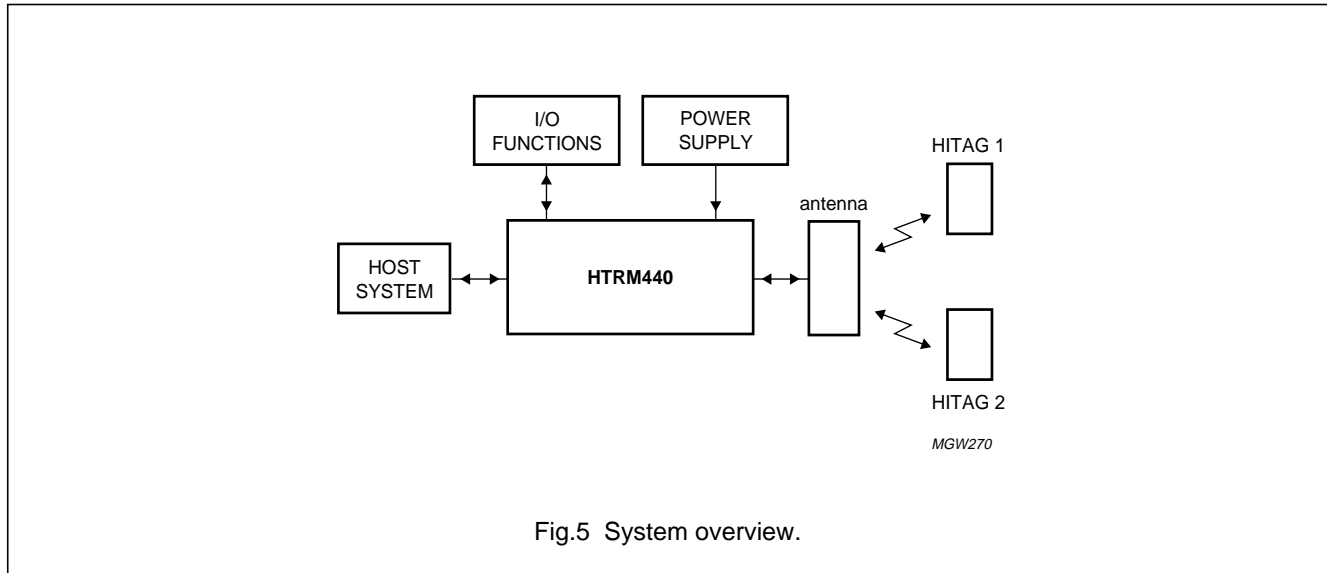 I/O
FUNCTIONS
POWER
SUPPLY
HITAG 1
antenna
HOST
SYSTEM
HTRM440
HITAG 2
MGW270
Fig.5 System overview.